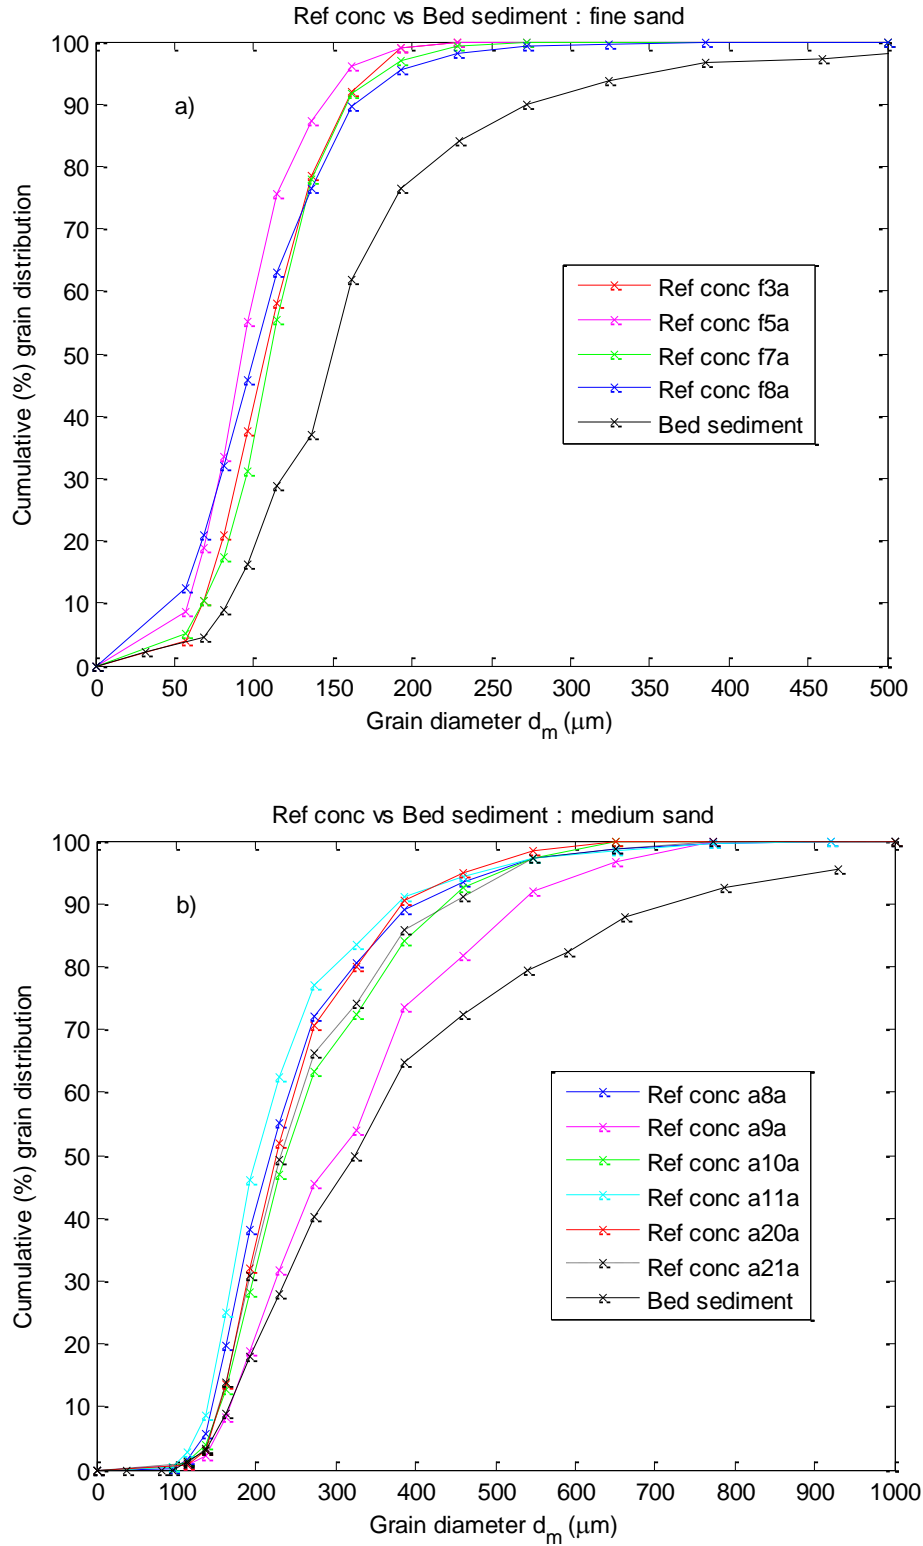 Ref conc vs Bed sediment : fine sand
100
90
80
70
60
50
40
30
20
10
0
a)
Cumulative (%) grain distribution
Ref conc f3a
Ref conc f5a
Ref conc f7a
Ref conc f8a
Bed sediment
0 50 100 150 200 250 300 350 400 450 500
Grain diameter d_m (μm)
Ref conc vs Bed sediment : medium sand
100
90
80
70
60
50
40
30
20
10
0
b)
Cumulative (%) grain distribution
Ref conc a8a
Ref conc a9a
Ref conc a10a
Ref conc a11a
Ref conc a20a
Ref conc a21a
Bed sediment
0 100 200 300 400 500 600 700 800 900 1000
Grain diameter d_m (μm)